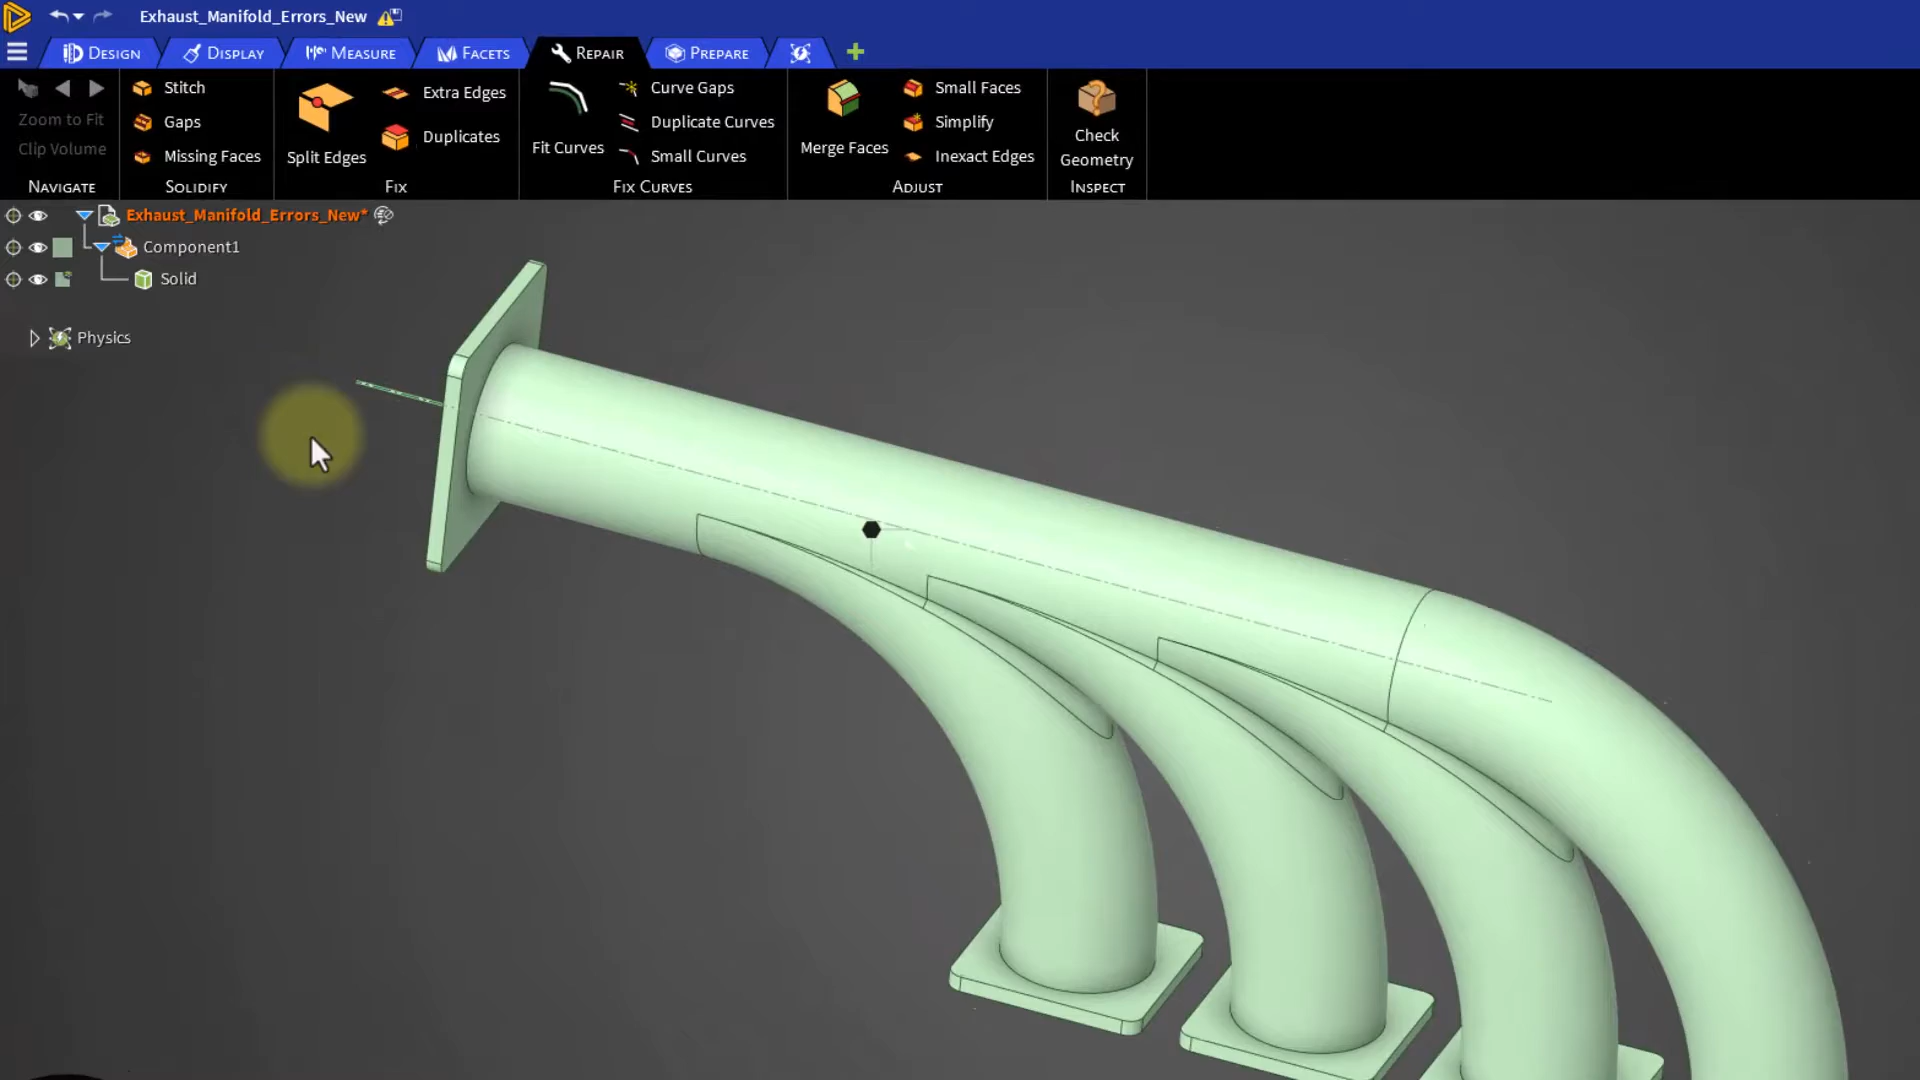 Exhaust_Manifold_Errors_New
DESIGN
DISPLAY
MEASURE
FACETS
REPAIR
PREPARE
Zoom to Fit
Clip Volume
NAVIGATE
Stitch
Gaps
Missing Faces
SOLIDIFY
Split Edges
Extra Edges
Duplicates
FIX
Fit Curves
Curve Gaps
Duplicate Curves
Small Curves
FIX CURVES
Merge Faces
Small Faces
Simplify
Inexact Edges
ADJUST
Check
Geometry
INSPECT
Exhaust_Manifold_Errors_New*
Component1
Solid
Physics